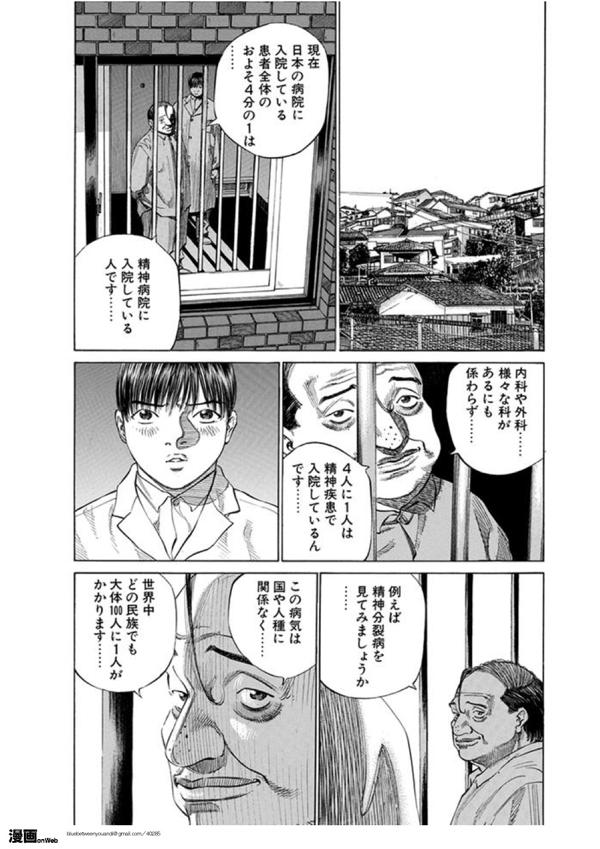 現在
日本の病院に
入院している
患者全体の
およそ4分の1は
……
精神病院に
入院している
人です……
内科や外科…
様々な科が
あるにも
係わらず……
4人に1人は
精神疾患で
入院しているん
です……
例えば
精神分裂病を
見てみましょうか
……
この病気は
国や人種に
関係なく……
世界中
どの民族でも
大体100人に1人が
かかります……
漫画 on Web
bluebetweenyouandi@gmail.com/40285